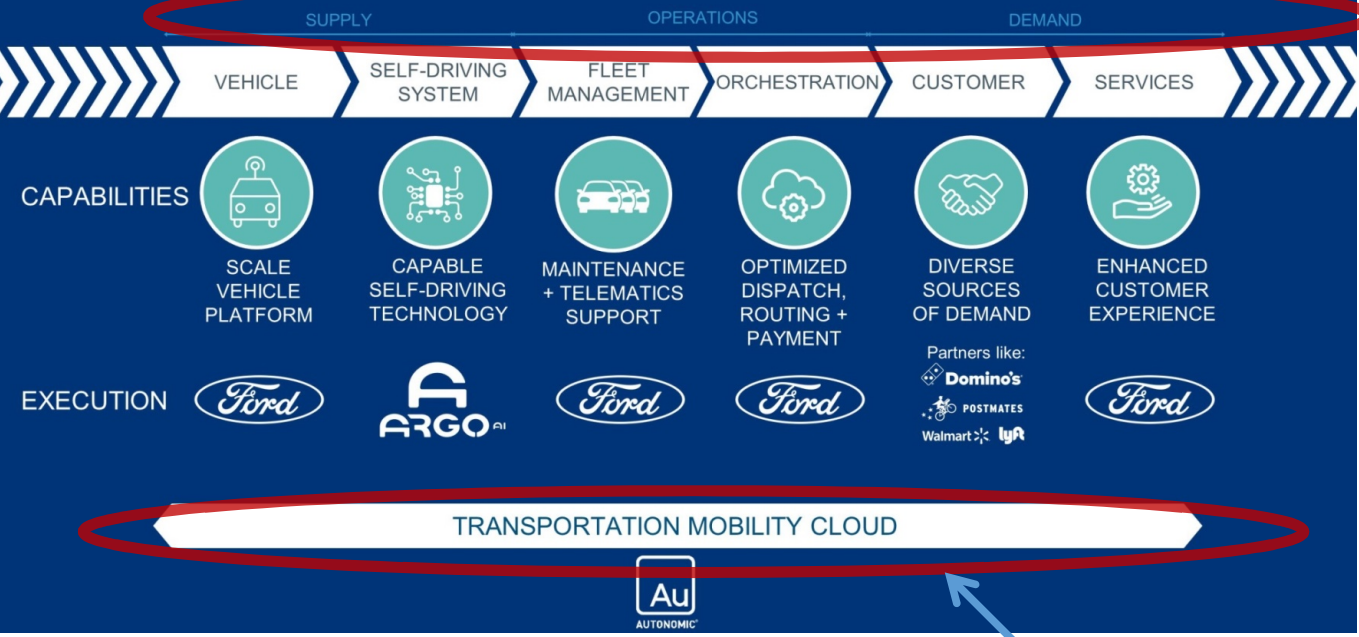 SUPPLY
OPERATIONS
DEMAND
VEHICLE
SELF-DRIVING
SYSTEM
FLEET
MANAGEMENT
ORCHESTRATION
CUSTOMER
SERVICES
CAPABILITIES
SCALE
VEHICLE
PLATFORM
CAPABLE
SELF-DRIVING
TECHNOLOGY
MAINTENANCE
+ TELEMATICS
SUPPORT
OPTIMIZED
DISPATCH,
ROUTING +
PAYMENT
DIVERSE
SOURCES
OF DEMAND
ENHANCED
CUSTOMER
EXPERIENCE
EXECUTION
Ford
ARGO AI
Ford
Ford
Partners like:
Domino's
POSTMATES
Walmart lyft
Ford
TRANSPORTATION MOBILITY CLOUD
Au
AUTONOMIC